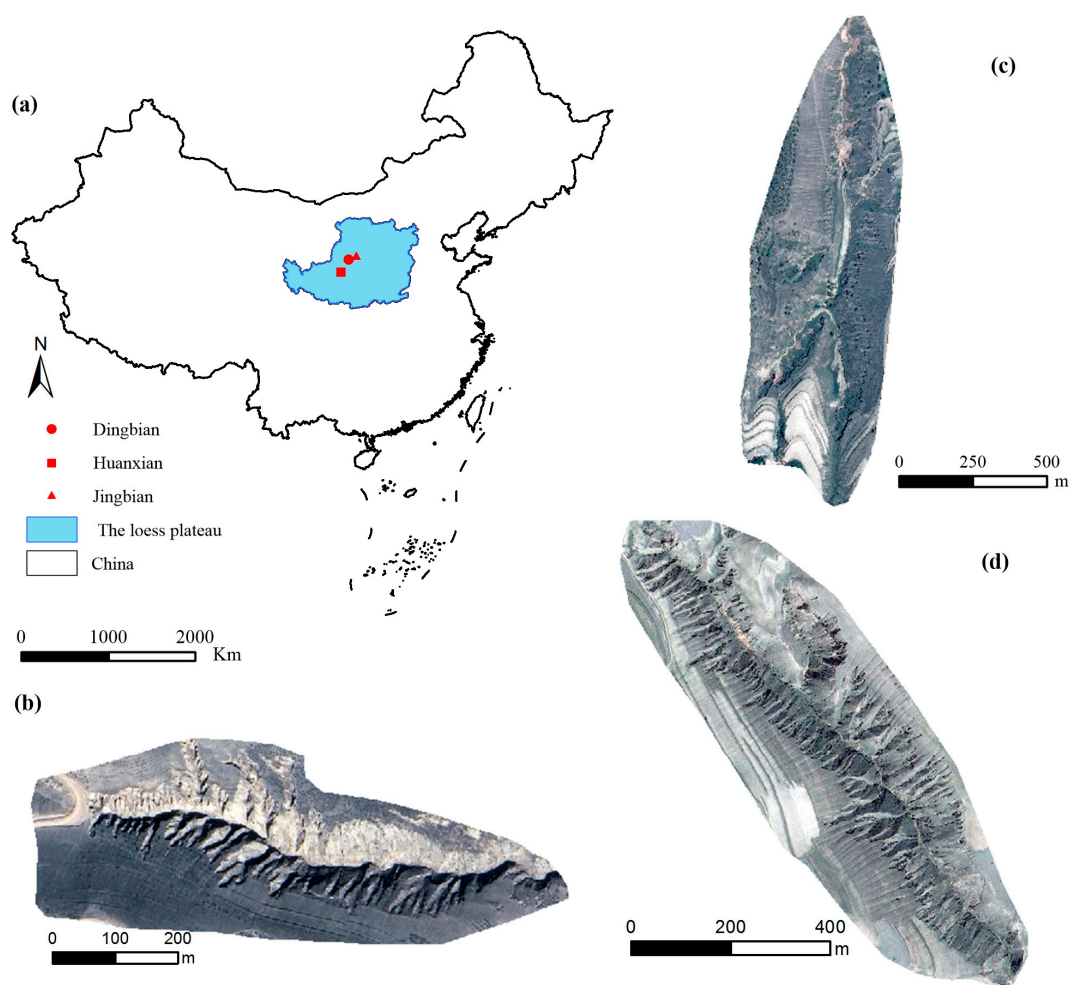 (a)
N
Dingbian
Huanxian
Jingbian
The loess plateau
China
0 1000 2000
Km
(b)
0 100 200
m
(c)
0 250 500
m
(d)
0 200 400
m